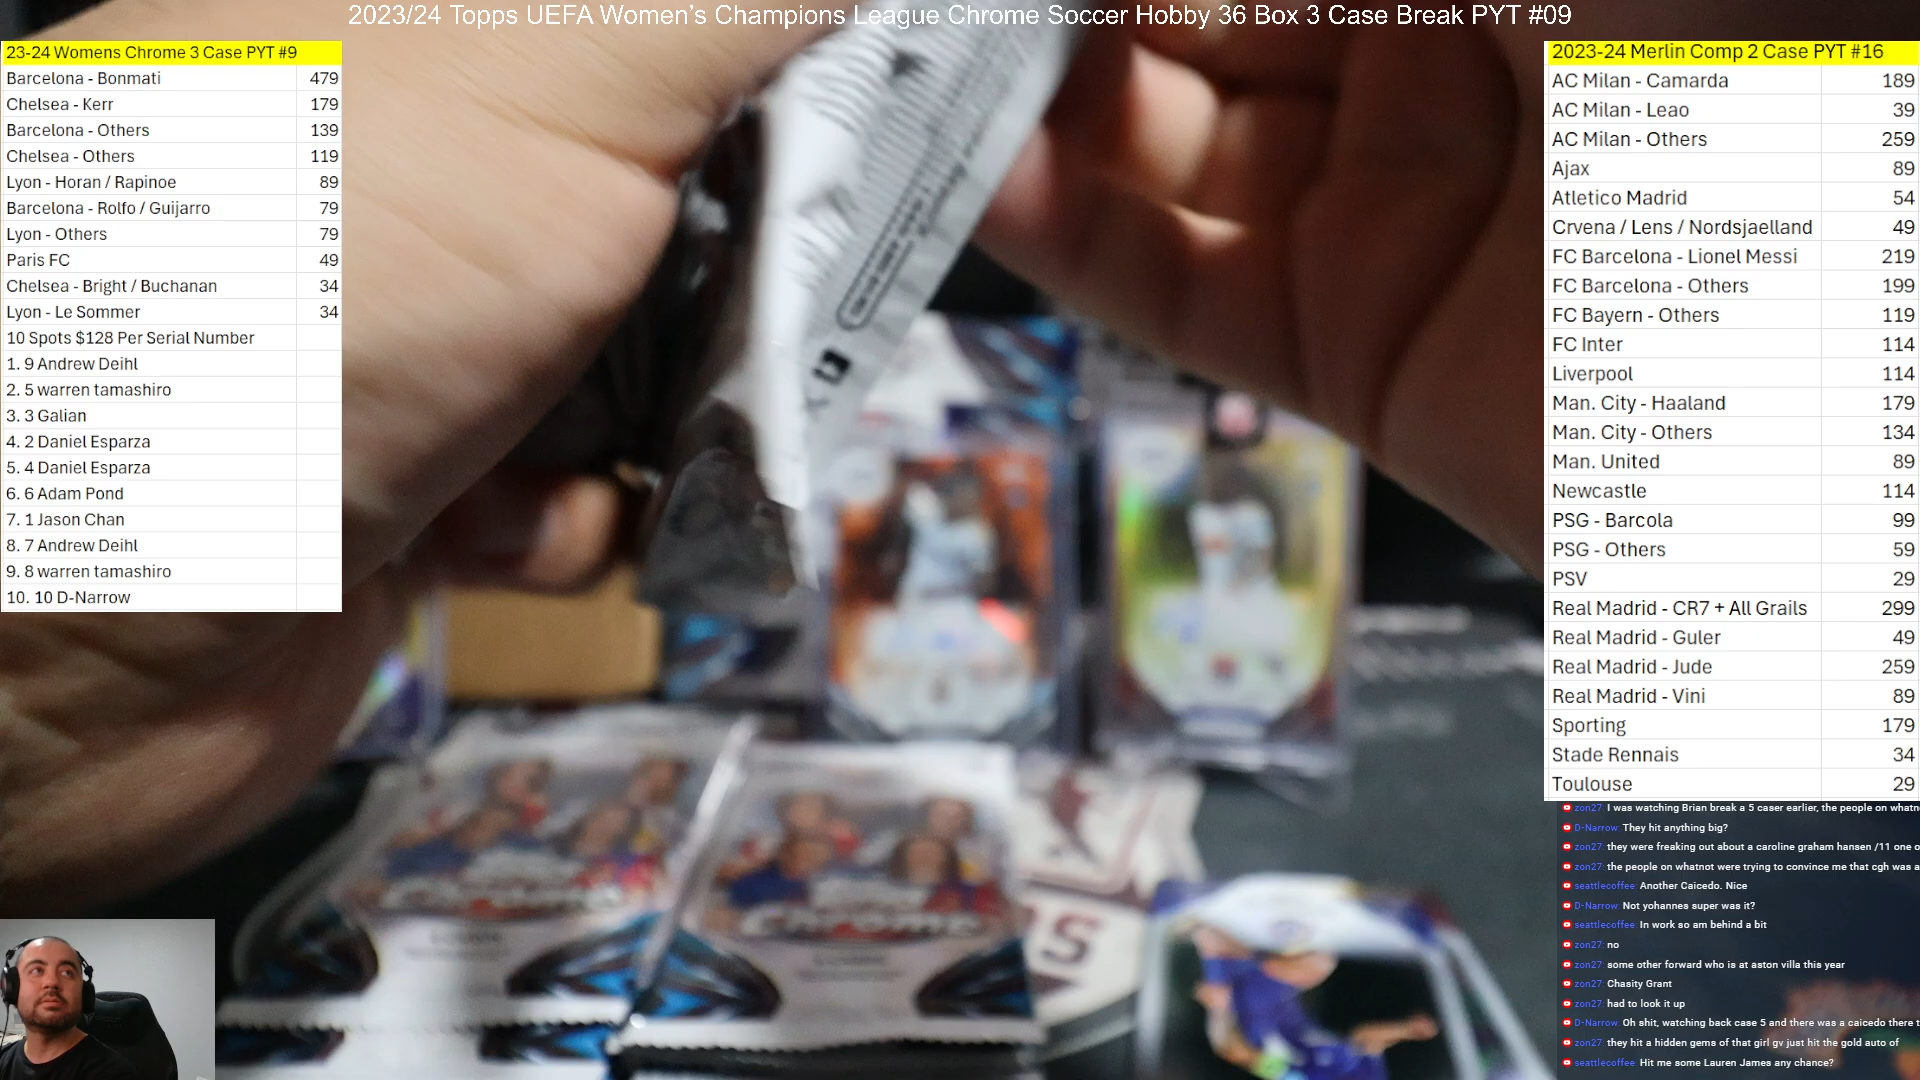 2023/24 Topps UEFA Women's Champions League Chrome Soccer Hobby 36 Box 3 Case Break PYT #09
23-24 Womens Chrome 3 Case PYT #9
Barcelona - Bonmati 479
Chelsea - Kerr 179
Barcelona - Others 139
Chelsea - Others 119
Lyon - Horan / Rapinoe 89
Barcelona - Rolfo / Guijarro 79
Lyon - Others 79
Paris FC 49
Chelsea - Bright / Buchanan 34
Lyon - Le Sommer 34
10 Spots $128 Per Serial Number
1. 9 Andrew Deihl
2. 5 warren tamashiro
3. 3 Galian
4. 2 Daniel Esparza
5. 4 Daniel Esparza
6. 6 Adam Pond
7. 1 Jason Chan
8. 7 Andrew Deihl
9. 8 warren tamashiro
10. 10 D-Narrow
2023-24 Merlin Comp 2 Case PYT #16
AC Milan - Camarda 189
AC Milan - Leao 39
AC Milan - Others 259
Ajax 89
Atletico Madrid 54
Crvena / Lens / Nordsjaelland 49
FC Barcelona - Lionel Messi 219
FC Barcelona - Others 199
FC Bayern - Others 119
FC Inter 114
Liverpool 114
Man. City - Haaland 179
Man. City - Others 134
Man. United 89
Newcastle 114
PSG - Barcola 99
PSG - Others 59
PSV 29
Real Madrid - CR7 + All Grails 299
Real Madrid - Guler 49
Real Madrid - Jude 259
Real Madrid - Vini 89
Sporting 179
Stade Rennais 34
Toulouse 29
zon27: I was watching Brian break a 5 caser earlier, the people on whatn
D-Narrow: They hit anything big?
zon27: they were freaking out about a caroline graham hansen /11 one o
zon27: the people on whatnot were trying to convince me that cgh was a
seattlecoffee: Another Caicedo. Nice
D-Narrow: Not yohannes super was it?
seattlecoffee: In work so am behind a bit
zon27: no
zon27: some other forward who is at aston villa this year
zon27: Chasity Grant
zon27: had to look it up
D-Narrow: Oh shit, watching back case 5 and there was a caicedo there t
zon27: they hit a hidden gems of that girl gv just hit the gold auto of
seattlecoffee: Hit me some Lauren James any chance?
Chrome
Chrome